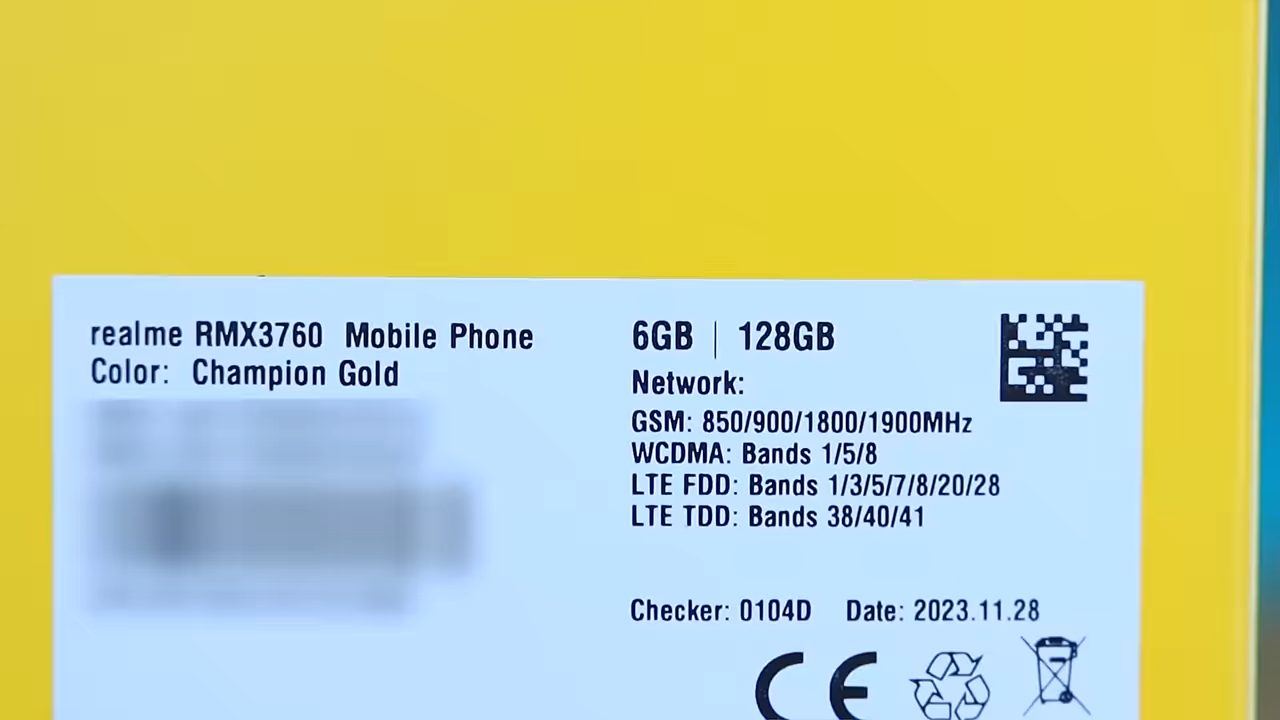 realme RMX3760 Mobile Phone
Color: Champion Gold
6GB | 128GB
Network:
GSM: 850/900/1800/1900MHz
WCDMA: Bands 1/5/8
LTE FDD: Bands 1/3/5/7/8/20/28
LTE TDD: Bands 38/40/41
Checker: 0104D Date: 2023.11.28
CE